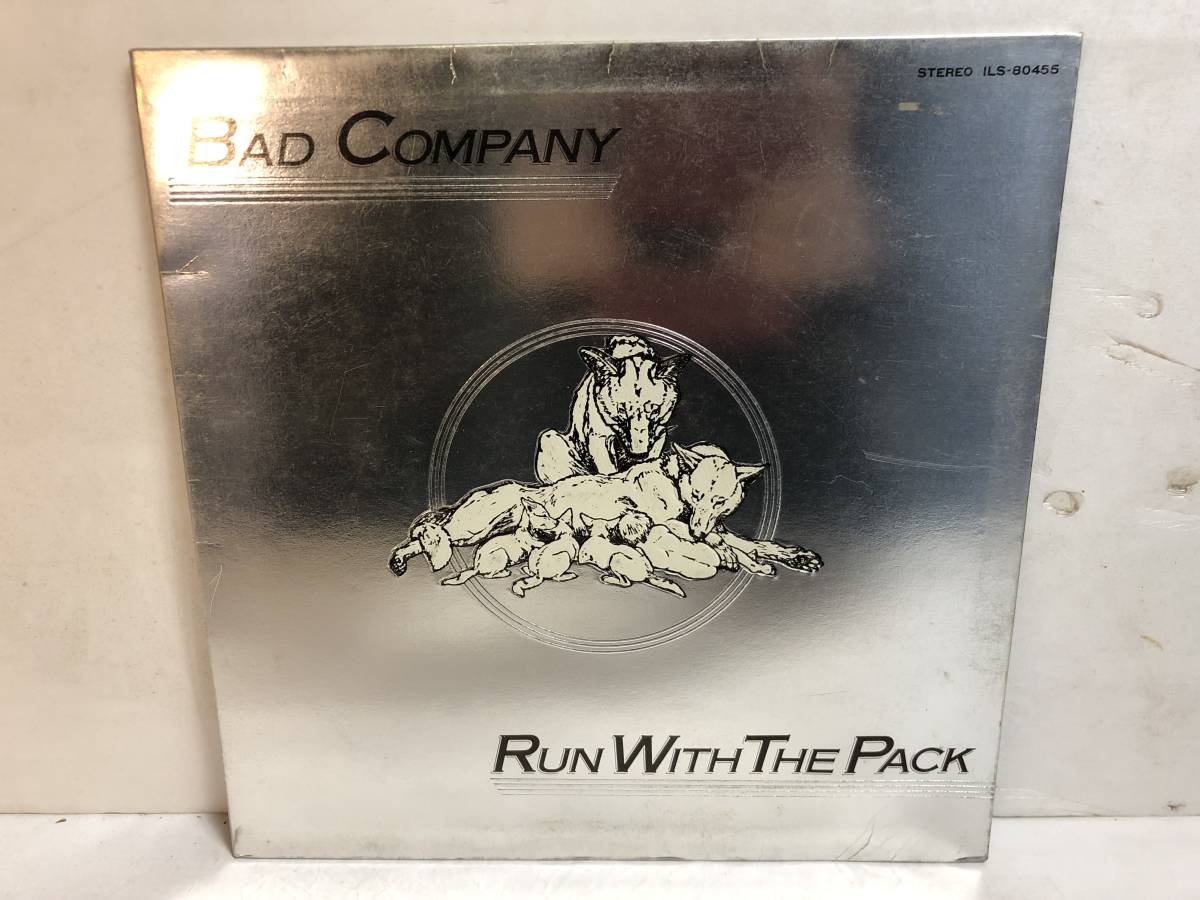 STEREO ILS-80455
BAD COMPANY
RUN WITH THE PACK